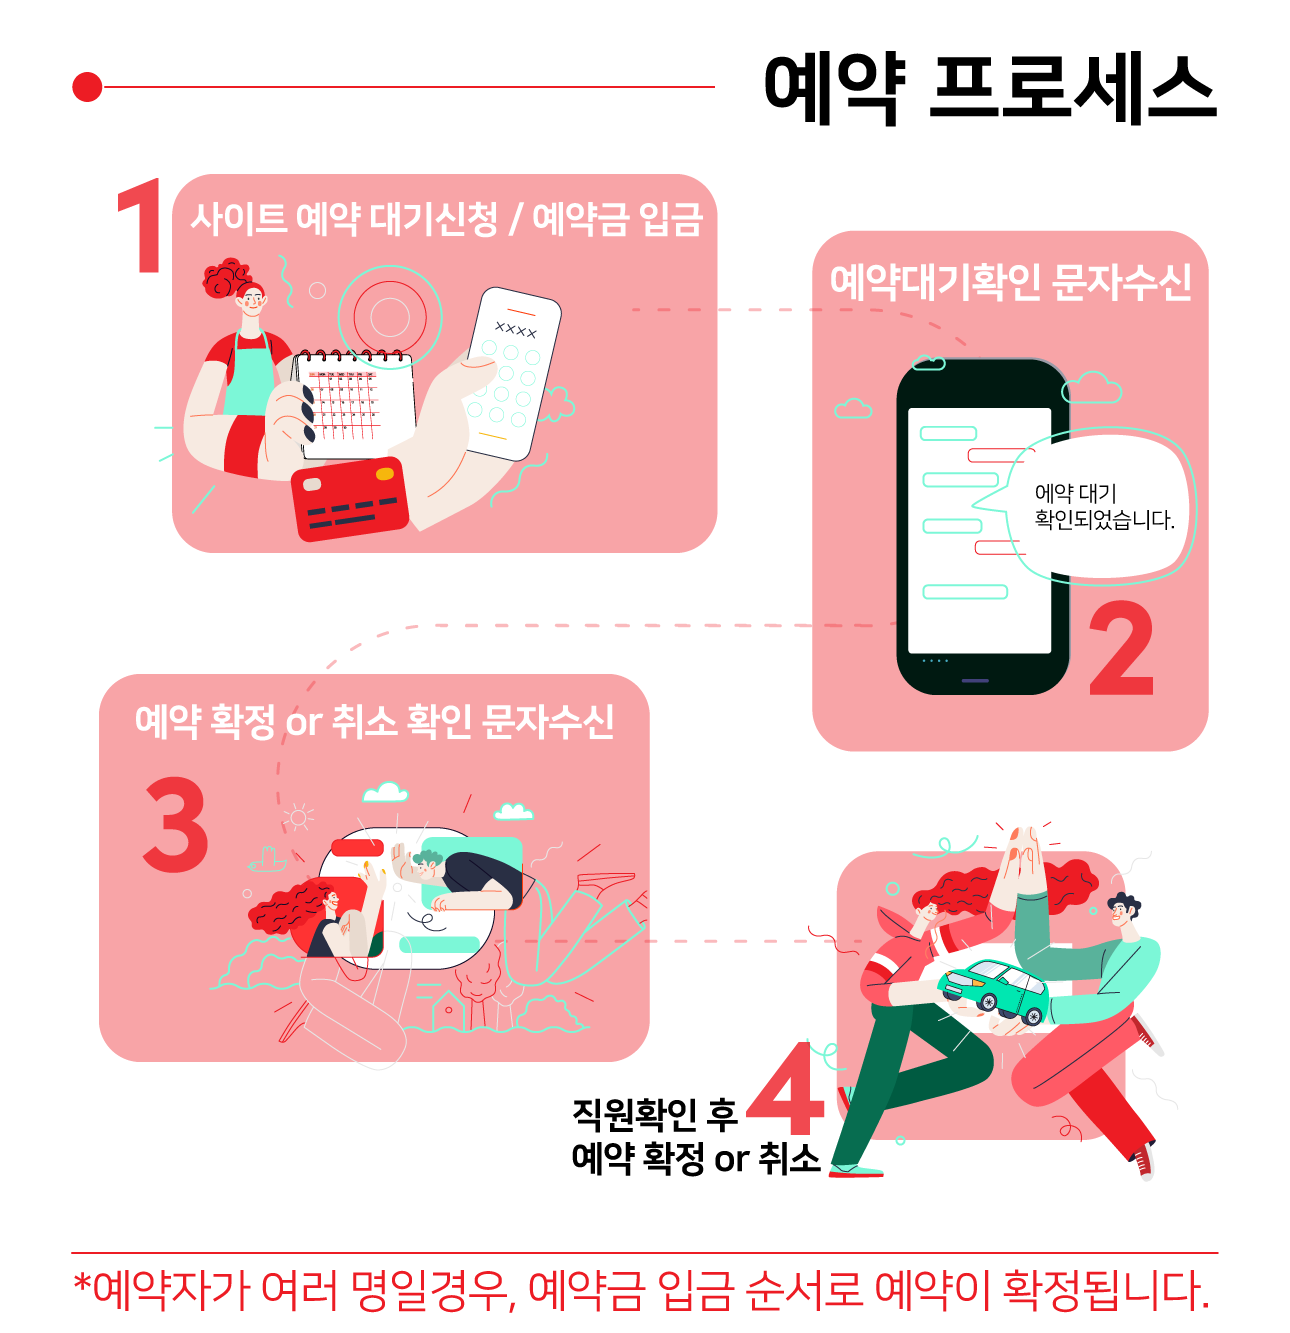 예약 프로세스
1
사이트 예약 대기신청 / 예약금 입금
XXXX
예약대기확인 문자수신
에약 대기
확인되었습니다.
2
예약 확정 or 취소 확인 문자수신
3
4
직원확인 후
예약 확정 or 취소
*예약자가 여러 명일경우, 예약금 입금 순서로 예약이 확정됩니다.